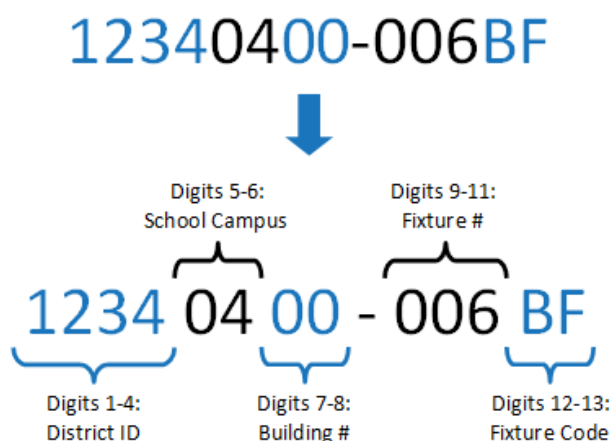 12340400-006BF
Digits 5-6:
School Campus
Digits 9-11:
Fixture #
1234 04 00 - 006 BF
Digits 1-4:
District ID
Digits 7-8:
Building #
Digits 12-13:
Fixture Code